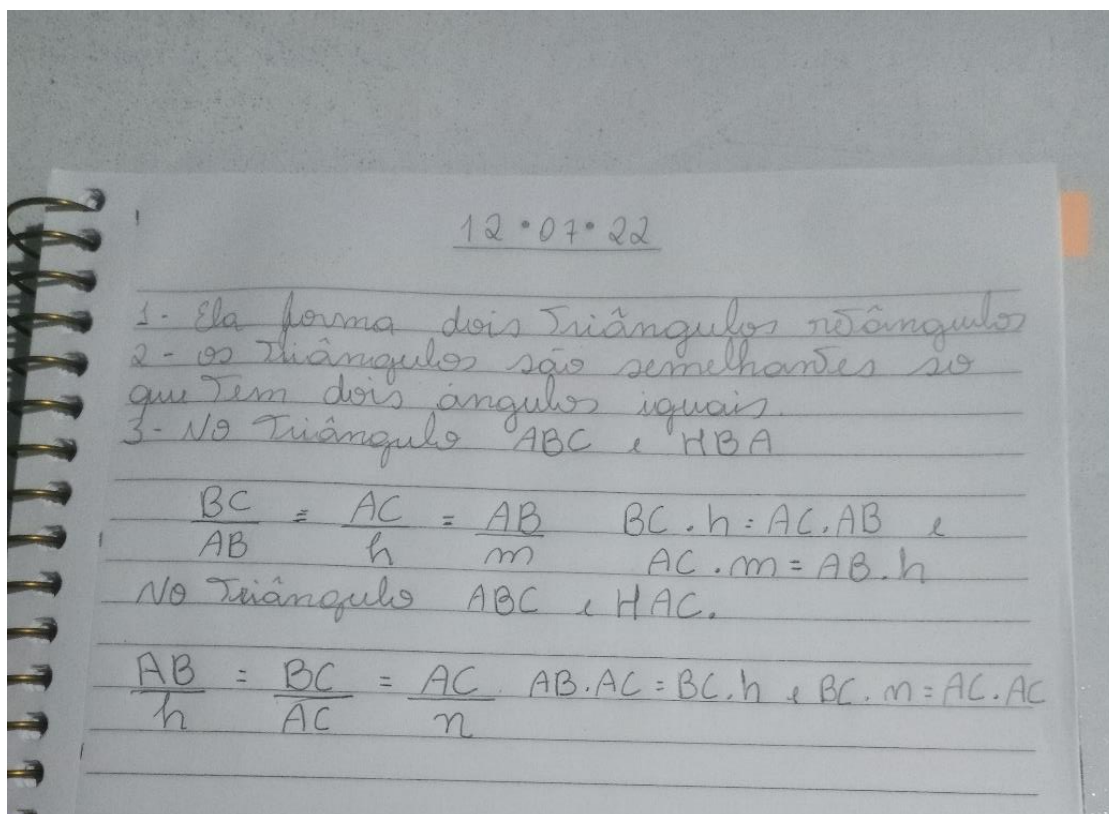 12.07.22
1- Ela forma dois triângulos retângulos
2- os triângulos são semelhantes so
que tem dois ângulos iguais.
3- No triângulo ABC e HBA
BC/AB = AC/h = AB/m BC.h = AC.AB e
AC.m = AB.h
No triângulo ABC e HAC.
AB/h = BC/AC = AC/n AB.AC = BC.h e BC.n = AC.AC